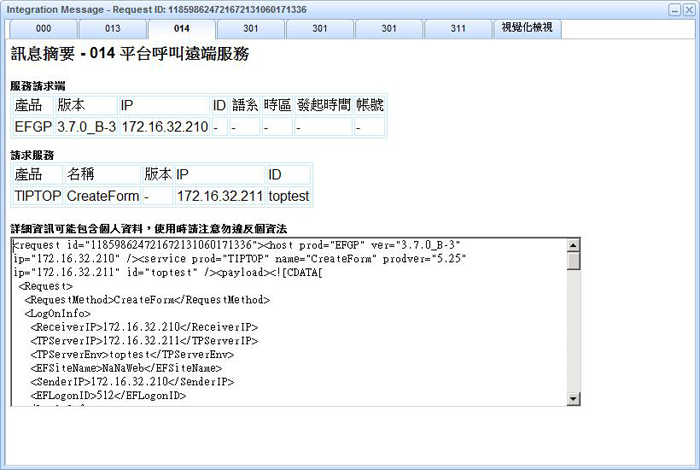 Integration Message - Request ID: 118598624721672131060171336
000 013 014 301 301 301 311 視覺化檢視
訊息摘要 - 014 平台呼叫遠端服務
服務請求端
產品 版本 IP ID 語系 時區 發起時間 帳號
EFGP 3.7.0_B-3 172.16.32.210 - - - - -
請求服務
產品 名稱 版本 IP ID
TIPTOP CreateForm - 172.16.32.211 toptest
詳細資訊可能包含個人資料，使用時請注意勿違反個資法
<request id="118598624721672131060171336"><host prod="EFGP" ver="3.7.0_B-3"
ip="172.16.32.210" /><service prod="TIPTOP" name="CreateForm" prodver="5.25"
ip="172.16.32.211" id="toptest" /><payload><![CDATA[
<Request>
<RequestMethod>CreateForm</RequestMethod>
<LogOnInfo>
<ReceiverIP>172.16.32.210</ReceiverIP>
<TPServerIP>172.16.32.211</TPServerIP>
<TPServerEnv>toptest</TPServerEnv>
<EFSiteName>NaNaWeb</EFSiteName>
<SenderIP>172.16.32.210</SenderIP>
<EFLogonID>512</EFLogonID>